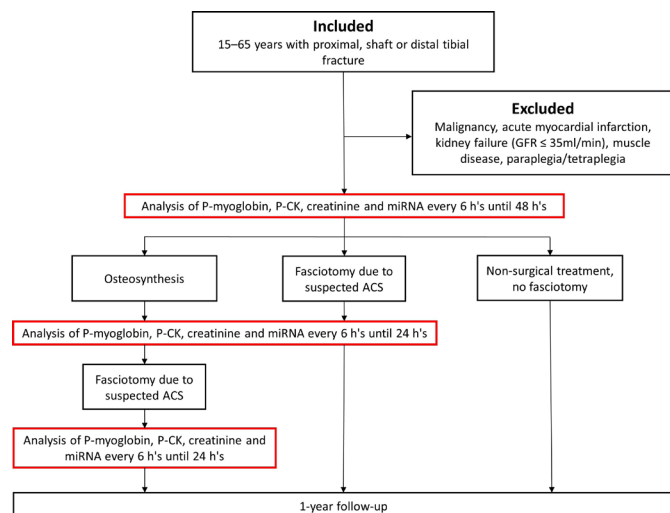 Included
15–65 years with proximal, shaft or distal tibial
fracture
Excluded
Malignancy, acute myocardial infarction,
kidney failure (GFR ≤ 35ml/min), muscle
disease, paraplegia/tetraplegia
Analysis of P-myoglobin, P-CK, creatinine and miRNA every 6 h's until 48 h's
Osteosynthesis
Fasciotomy due to
suspected ACS
Non-surgical treatment,
no fasciotomy
Analysis of P-myoglobin, P-CK, creatinine and miRNA every 6 h's until 24 h's
Fasciotomy due to
suspected ACS
Analysis of P-myoglobin, P-CK, creatinine and
miRNA every 6 h's until 24 h's
1-year follow-up